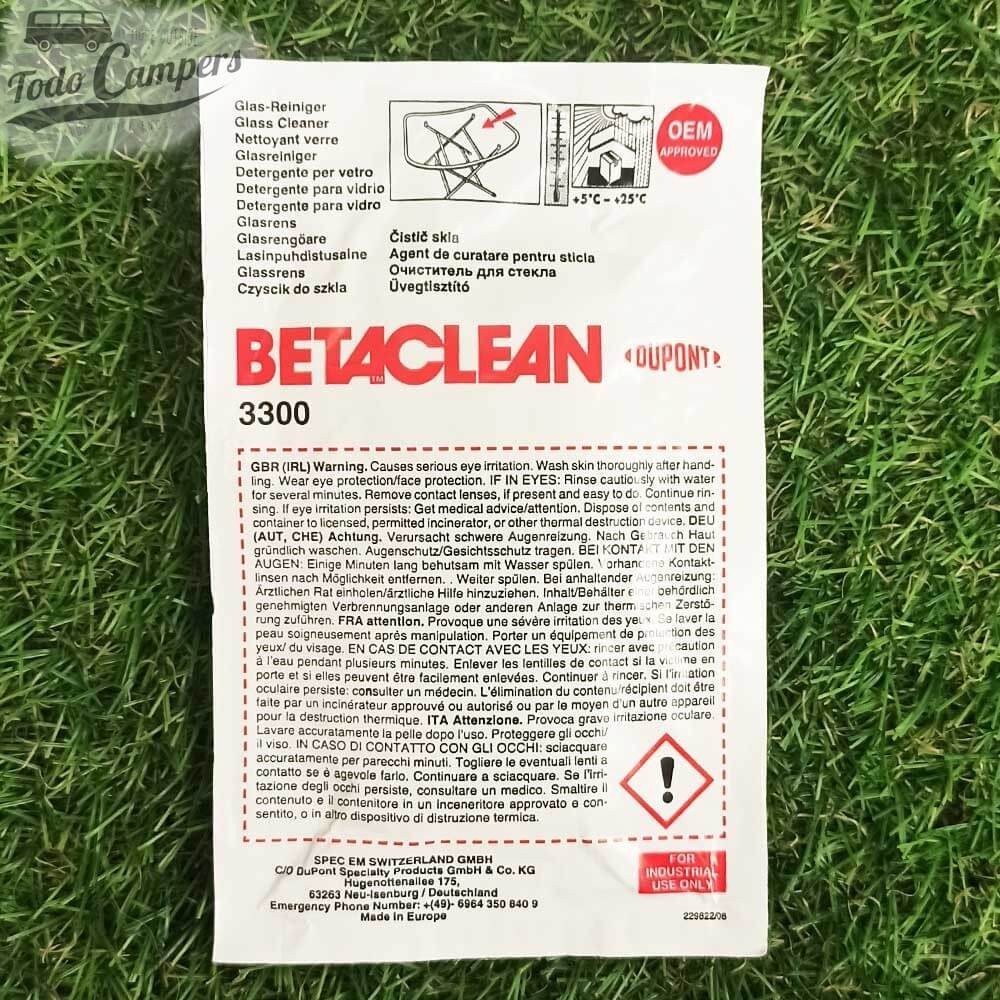 Todo Campers
Glas-Reiniger
Glass Cleaner
Nettoyant verre
Glasreiniger
Detergente per vetro
Detergente para vidrio
Detergente para vidro
Glasrens
Glasrengöare
Lasinpuhdistusalne
Glassrens
Czyscik do szkla
Čistič skla
Agent de curatare pentru sticla
Очиститель для стекла
Üvegtisztító
+5°C – +25°C
OEM
APPROVED
BETACLEAN
TM
3300
DUPONT
GBR (IRL) Warning. Causes serious eye irritation. Wash skin thoroughly after hand-
ling. Wear eye protection/face protection. IF IN EYES: Rinse cautiously with water
for several minutes. Remove contact lenses, if present and easy to do. Continue rin-
sing. If eye irritation persists: Get medical advice/attention. Dispose of contents and
container to licensed, permitted incinerator, or other thermal destruction device. DEU
(AUT, CHE) Achtung. Verursacht schwere Augenreizung. Nach Gebrauch Haut
gründlich waschen. Augenschutz/Gesichtsschutz tragen. BEI KONTAKT MIT DEN
AUGEN: Einige Minuten lang behutsam mit Wasser spülen. Vorhandene Kontakt-
linsen nach Möglichkeit entfernen. . Weiter spülen. Bei anhaltender Augenreizung:
Ärztlichen Rat einholen/ärztliche Hilfe hinzuziehen. Inhalt/Behälter einer behördlich
genehmigten Verbrennungsanlage oder anderen Anlage zur thermischen Zerstö-
rung zuführen. FRA attention. Provoque une sévère irritation des yeux. Se laver la
peau soigneusement après manipulation. Porter un équipement de protection des
yeux/ du visage. EN CAS DE CONTACT AVEC LES YEUX: rincer avec précaution
à l'eau pendant plusieurs minutes. Enlever les lentilles de contact si la victime en
porte et si elles peuvent être facilement enlevées. Continuer à rincer. Si l'irritation
oculaire persiste: consulter un médecin. L'élimination du contenu/récipient doit être
faite par un incinérateur approuvé ou autorisé ou par le moyen d'un autre appareil
pour la destruction thermique. ITA Attenzione. Provoca grave irritazione oculare.
Lavare accuratamente la pelle dopo l'uso. Proteggere gli occhi/
il viso. IN CASO DI CONTATTO CON GLI OCCHI: sciacquare
accuratamente per parecchi minuti. Togliere le eventuali lenti a
contatto se è agevole farlo. Continuare a sciacquare. Se l'irri-
tazione degli occhi persiste, consultare un medico. Smaltire il
contenuto e il contenitore in un inceneritore approvato e con-
sentito, o in altro dispositivo di distruzione termica.
SPEC EM SWITZERLAND GMBH
C/O DuPont Specialty Products GmbH & Co. KG
Hugenottenallee 175,
63263 Neu-Isenburg / Deutschland
Emergency Phone Number: +(49)- 6964 350 840 9
Made in Europe
FOR
INDUSTRIAL
USE ONLY
229822/08